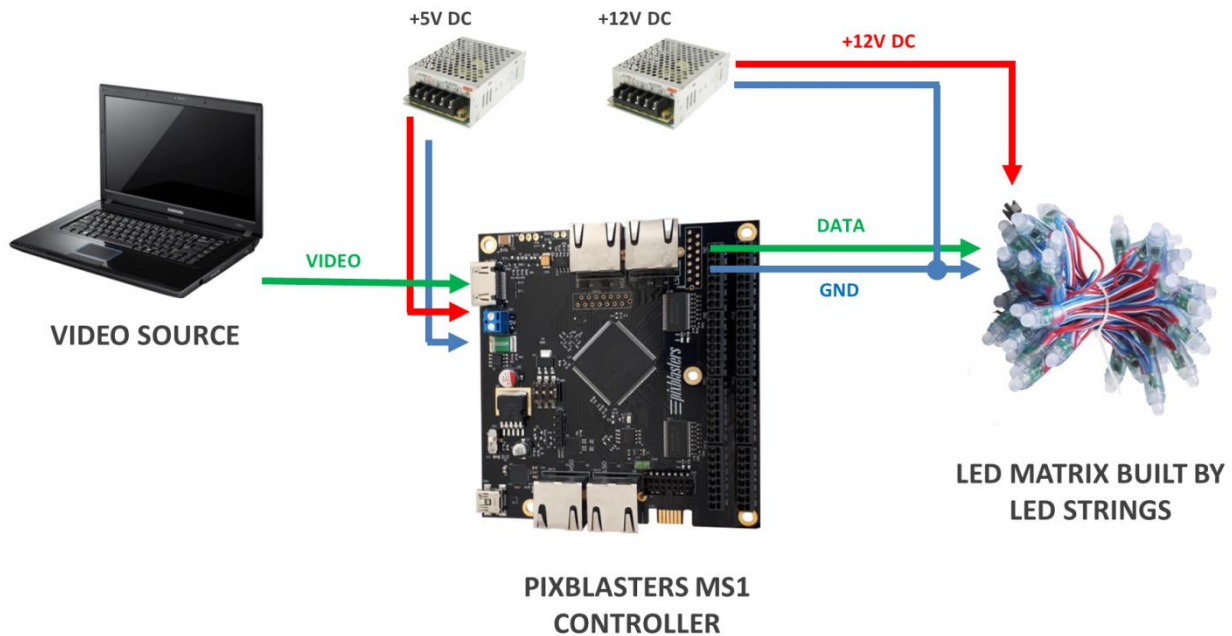 +5V DC
+12V DC
+12V DC
VIDEO
DATA
GND
VIDEO SOURCE
pixblasters
LED MATRIX BUILT BY
LED STRINGS
PIXBLASTERS MS1
CONTROLLER